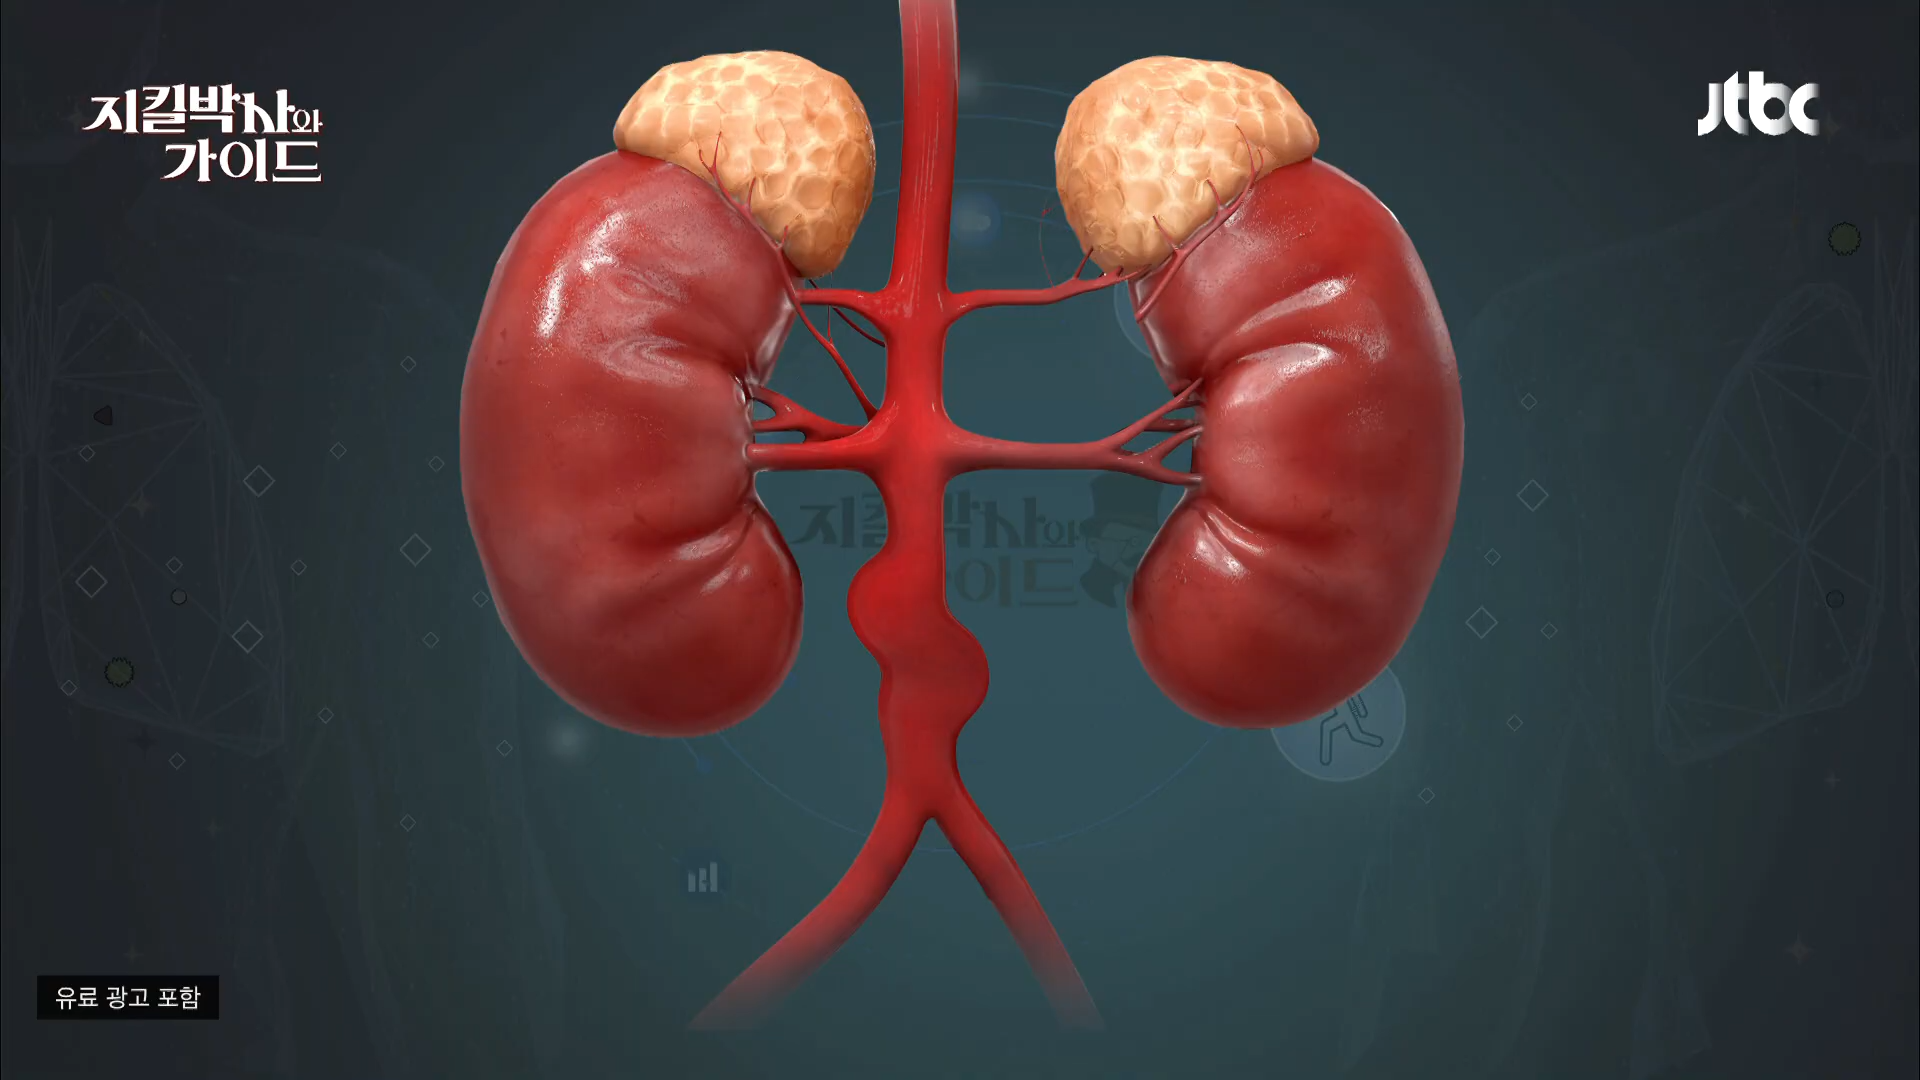 지킬박사와
가이드
jtbc
지킬박사와
가이드
유료 광고 포함